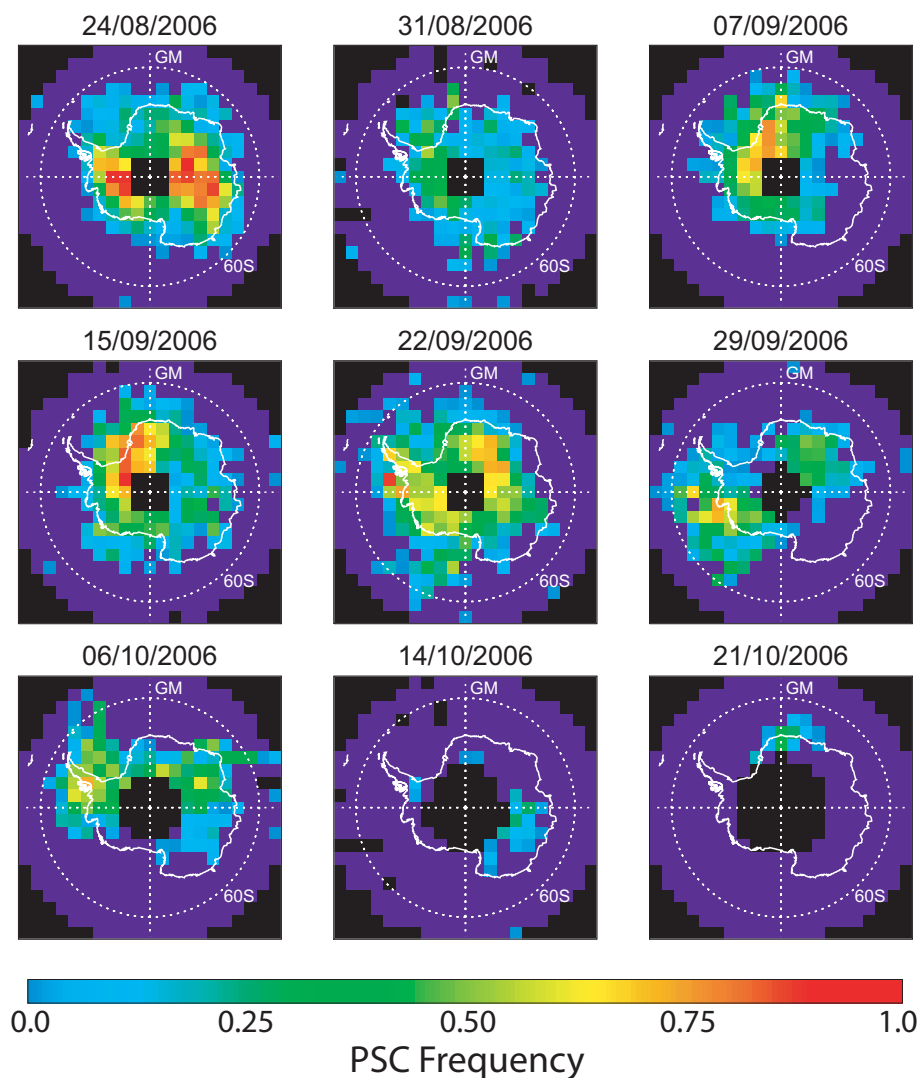 24/08/2006 31/08/2006 07/09/2006
GM GM GM
60S 60S 60S
15/09/2006 22/09/2006 29/09/2006
GM GM GM
60S 60S 60S
06/10/2006 14/10/2006 21/10/2006
GM GM GM
60S 60S 60S
0.0 0.25 0.50 0.75 1.0
PSC Frequency